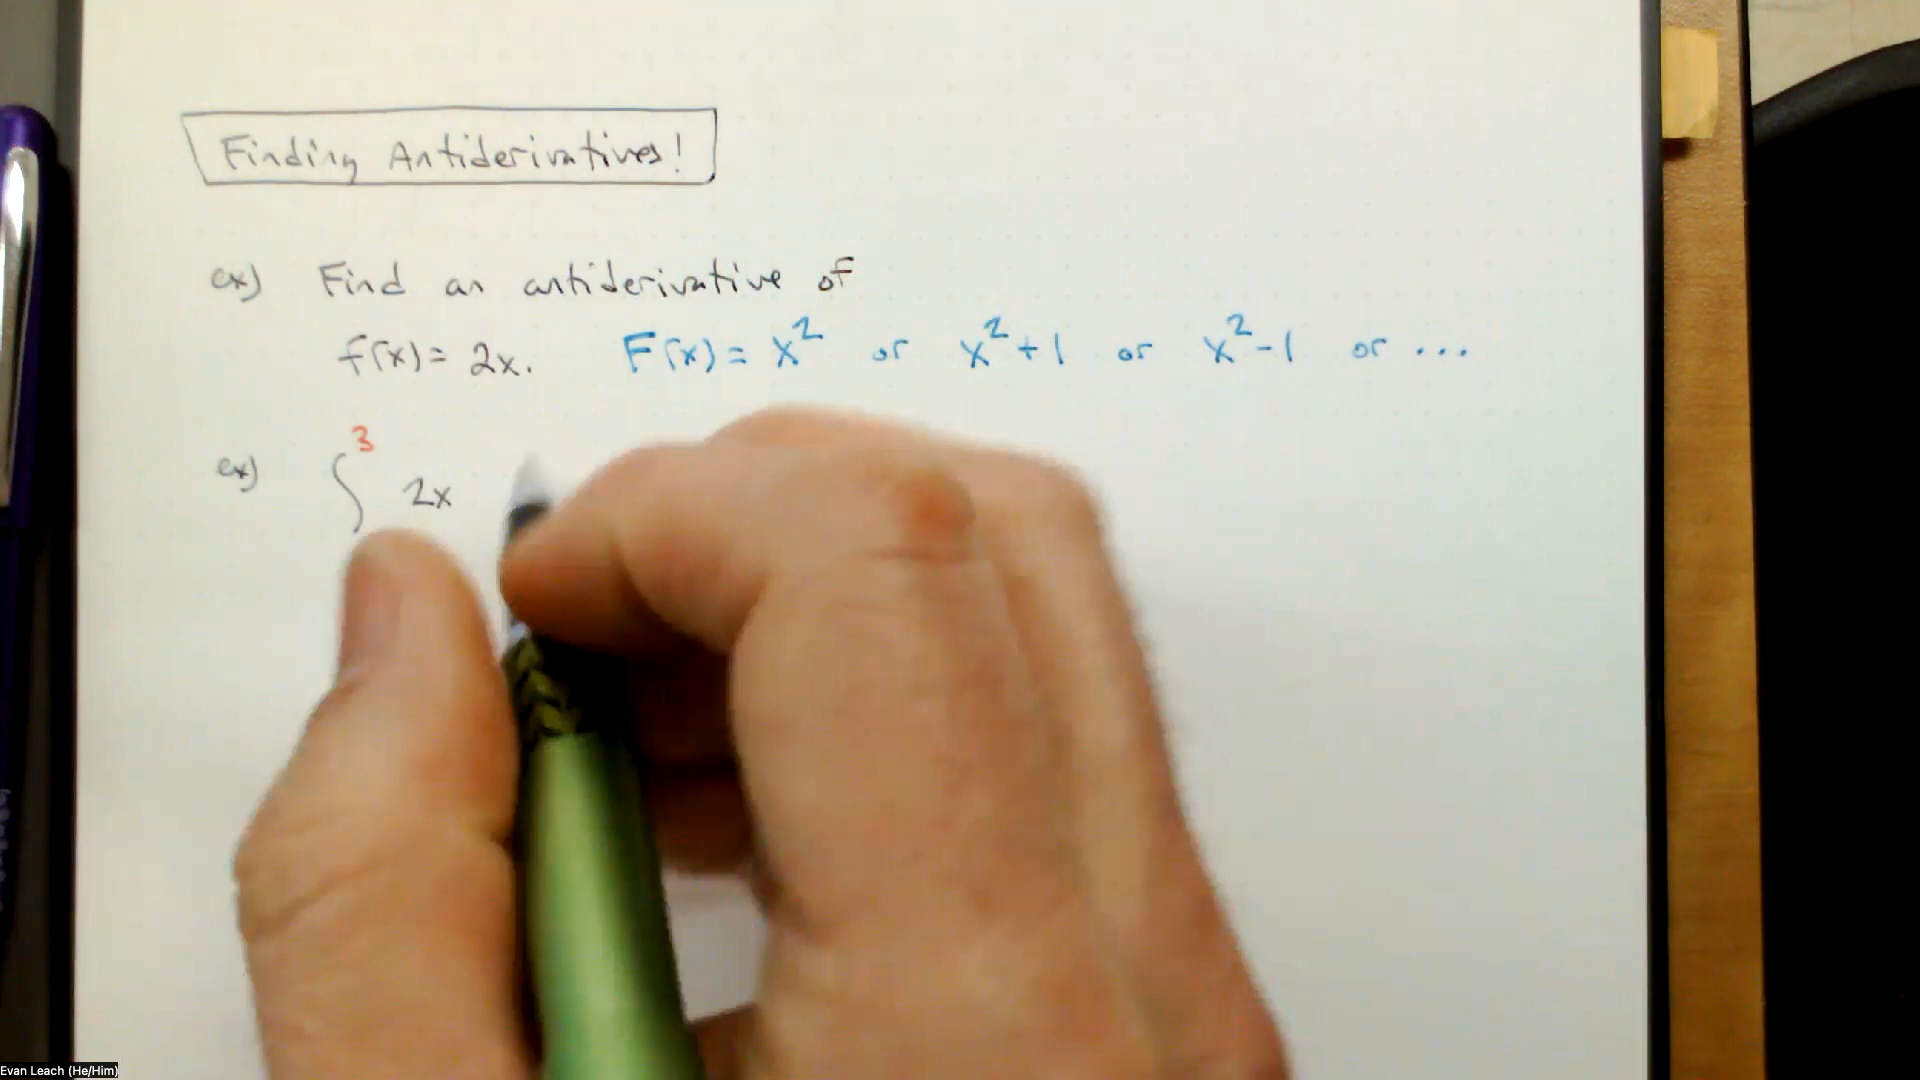 Finding Antiderivatives!
ex) Find an antiderivative of
f(x) = 2x. F(x) = x² or x²+1 or x²-1 or ...
ex) ∫³ 2x
Evan Leach (He/Him)